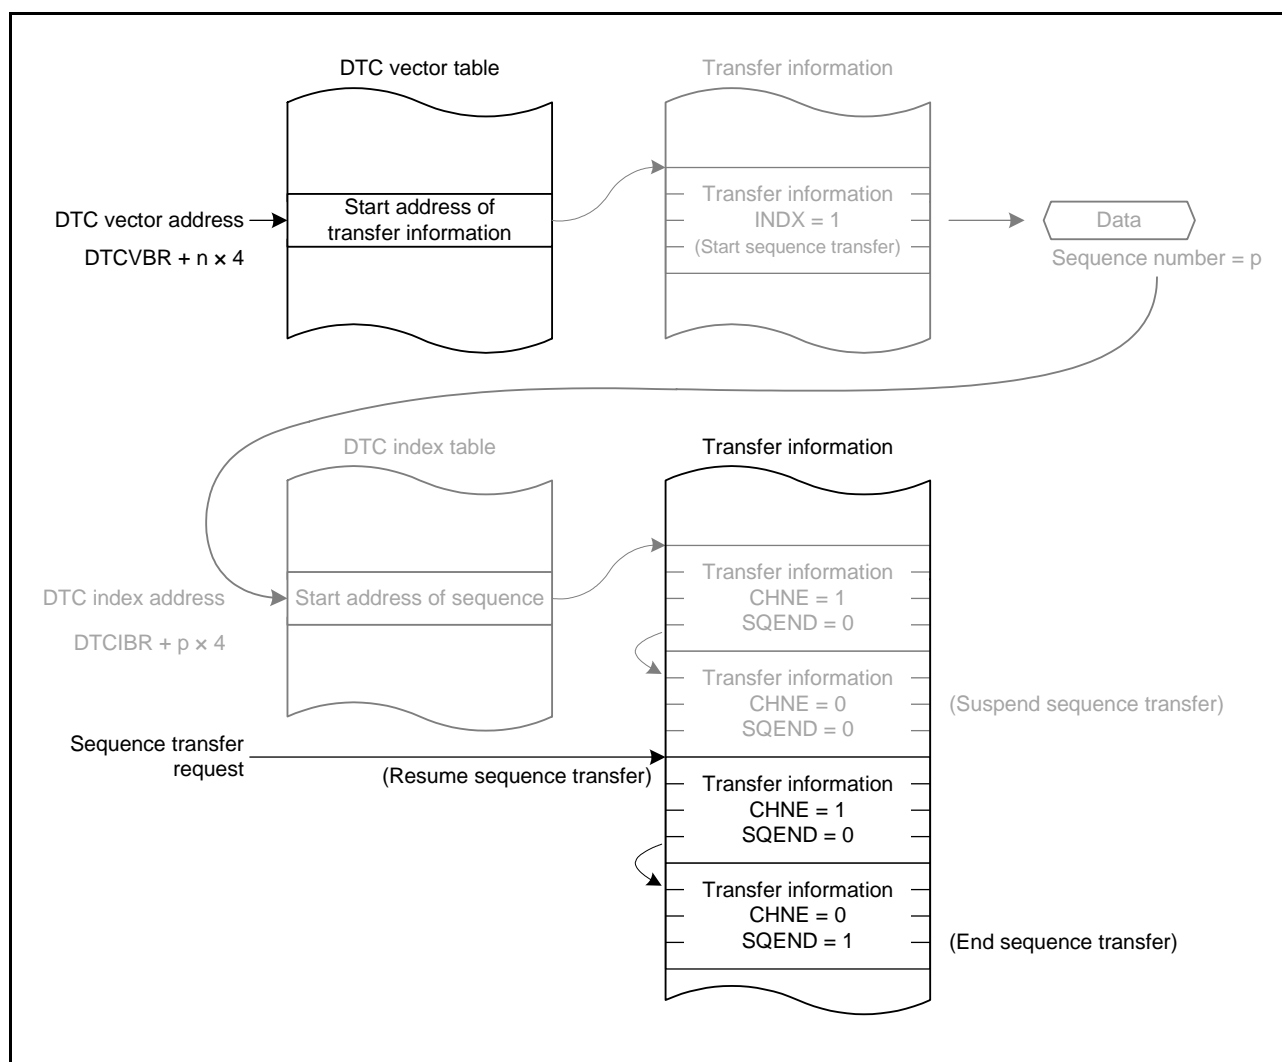 DTC vector table
Transfer information
DTC vector address
DTCVBR + n × 4
Start address of
transfer information
Transfer information
INDX = 1
(Start sequence transfer)
Data
Sequence number = p
DTC index table
Transfer information
DTC index address
DTCIBR + p × 4
Start address of sequence
Transfer information
CHNE = 1
SQEND = 0
Transfer information
CHNE = 0
SQEND = 0
(Suspend sequence transfer)
Sequence transfer
request
(Resume sequence transfer)
Transfer information
CHNE = 1
SQEND = 0
Transfer information
CHNE = 0
SQEND = 1
(End sequence transfer)